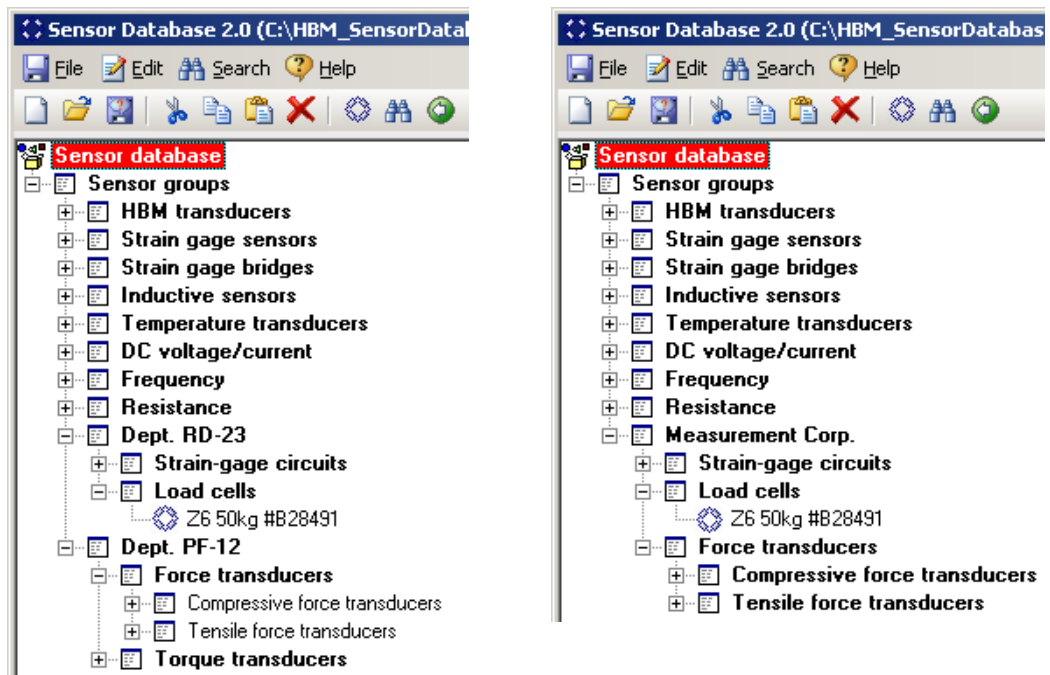 Sensor Database 2.0 (C:\HBM_SensorDatal
File Edit Search Help
Sensor database
Sensor groups
HBM transducers
Strain gage sensors
Strain gage bridges
Inductive sensors
Temperature transducers
DC voltage/current
Frequency
Resistance
Dept. RD-23
Strain-gage circuits
Load cells
Z6 50kg #B28491
Dept. PF-12
Force transducers
Compressive force transducers
Tensile force transducers
Torque transducers
Sensor Database 2.0 (C:\HBM_SensorDatabas
File Edit Search Help
Sensor database
Sensor groups
HBM transducers
Strain gage sensors
Strain gage bridges
Inductive sensors
Temperature transducers
DC voltage/current
Frequency
Resistance
Measurement Corp.
Strain-gage circuits
Load cells
Z6 50kg #B28491
Force transducers
Compressive force transducers
Tensile force transducers